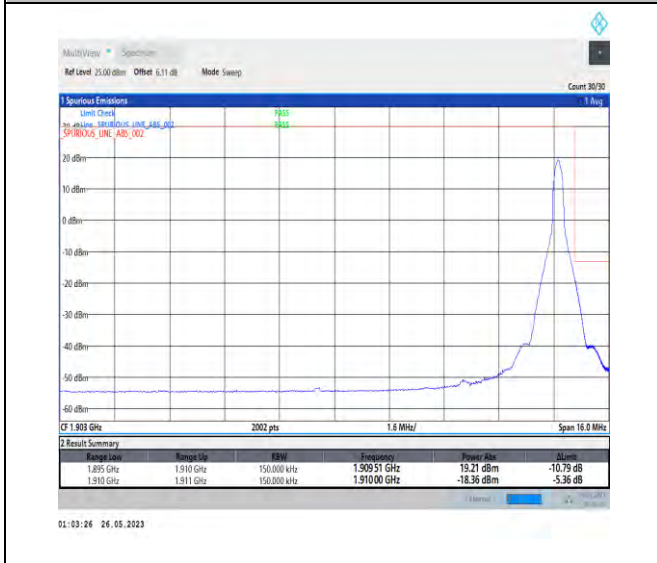 MultiView Spectrum
Ref Level 25.00 dBm Offset 6.11 dB Mode Sweep
Count 30/30
1 Spurious Emissions 1 Avg
Limit Check PASS
Line _SPURIOUS_LINE_ABS_002 PASS
_SPURIOUS_LINE_ABS_002
20 dBm
10 dBm
0 dBm
-10 dBm
-20 dBm
-30 dBm
-40 dBm
-50 dBm
-60 dBm
CF 1.903 GHz 2002 pts 1.6 MHz/ Span 16.0 MHz
2 Result Summary
Range Low Range Up RBW Frequency Power Abs ΔLimit
1.895 GHz 1.910 GHz 150.000 kHz 1.90951 GHz 19.21 dBm -10.79 dB
1.910 GHz 1.911 GHz 150.000 kHz 1.91000 GHz -18.36 dBm -5.36 dB
01:03:26 26.05.2023